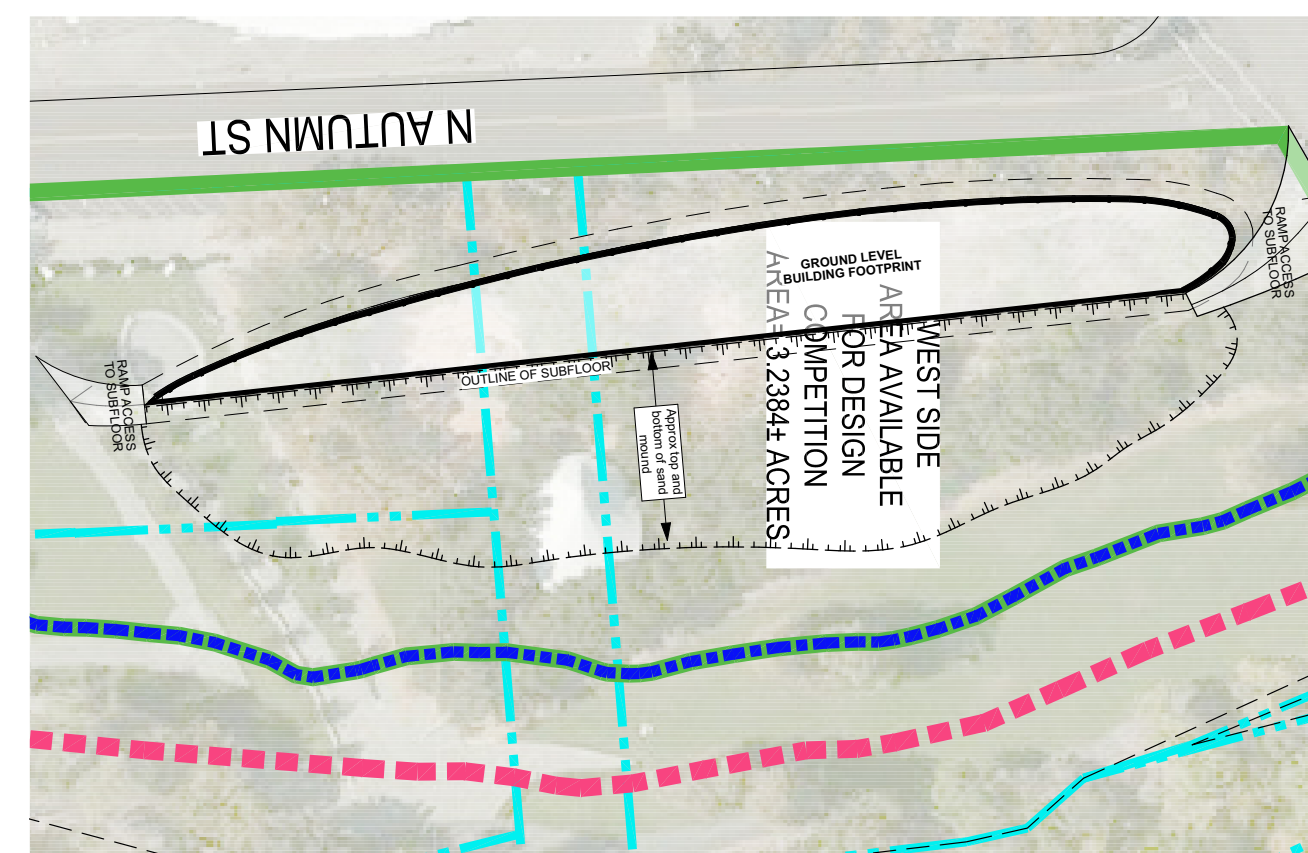 N AUTUMN ST
GROUND LEVEL
BUILDING FOOTPRINT
RAMP ACCESS
TO SUBFLOOR
WEST SIDE
AREA AVAILABLE
FOR DESIGN
COMPETITION
AREA= 3.2384± ACRES
OUTLINE OF SUBFLOOR
RAMP ACCESS
TO SUBFLOOR
Approx top and
bottom of sand
mound